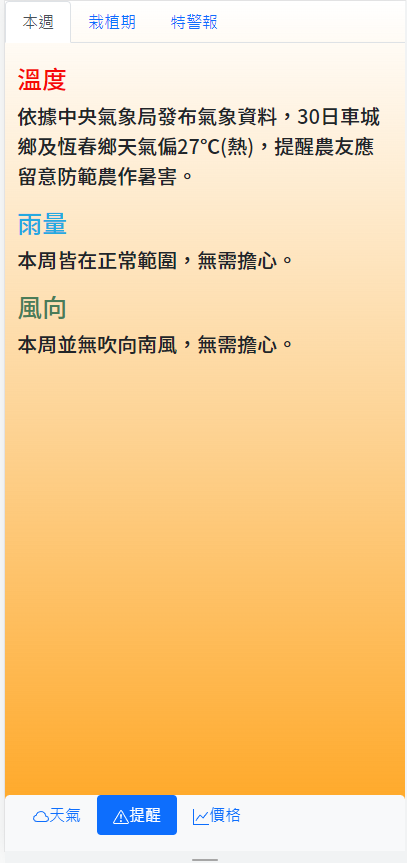 本週 栽植期 特警報
溫度
依據中央氣象局發布氣象資料，30日車城
鄉及恆春鄉天氣偏27°C(熱)，提醒農友應
留意防範農作暑害。
雨量
本周皆在正常範圍，無需擔心。
風向
本周並無吹向南風，無需擔心。
天氣 提醒 價格